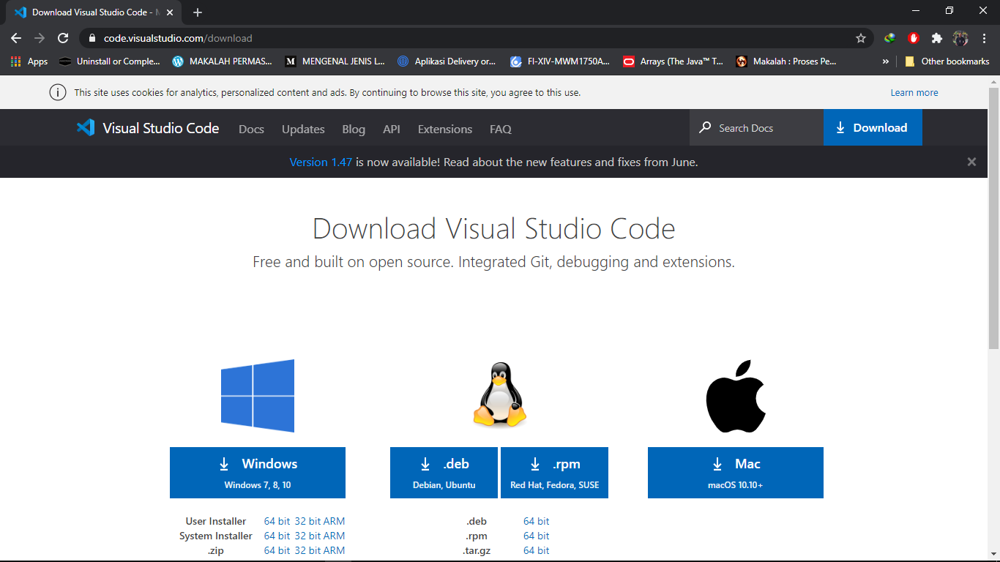 Download Visual Studio Code - M
code.visualstudio.com/download
Apps Uninstall or Comple... MAKALAH PERMAS... MENGENAL JENIS L... Aplikasi Delivery or... FI-XIV-MWM1750A... Arrays (The Java™ T... Makalah : Proses Pe... » Other bookmarks
This site uses cookies for analytics, personalized content and ads. By continuing to browse this site, you agree to this use. Learn more
Visual Studio Code Docs Updates Blog API Extensions FAQ Search Docs Download
Version 1.47 is now available! Read about the new features and fixes from June.
Download Visual Studio Code
Free and built on open source. Integrated Git, debugging and extensions.
Windows
Windows 7, 8, 10
.deb
Debian, Ubuntu
.rpm
Red Hat, Fedora, SUSE
Mac
macOS 10.10+
User Installer 64 bit 32 bit ARM
System Installer 64 bit 32 bit ARM
.zip 64 bit 32 bit ARM
.deb 64 bit
.rpm 64 bit
.tar.gz 64 bit